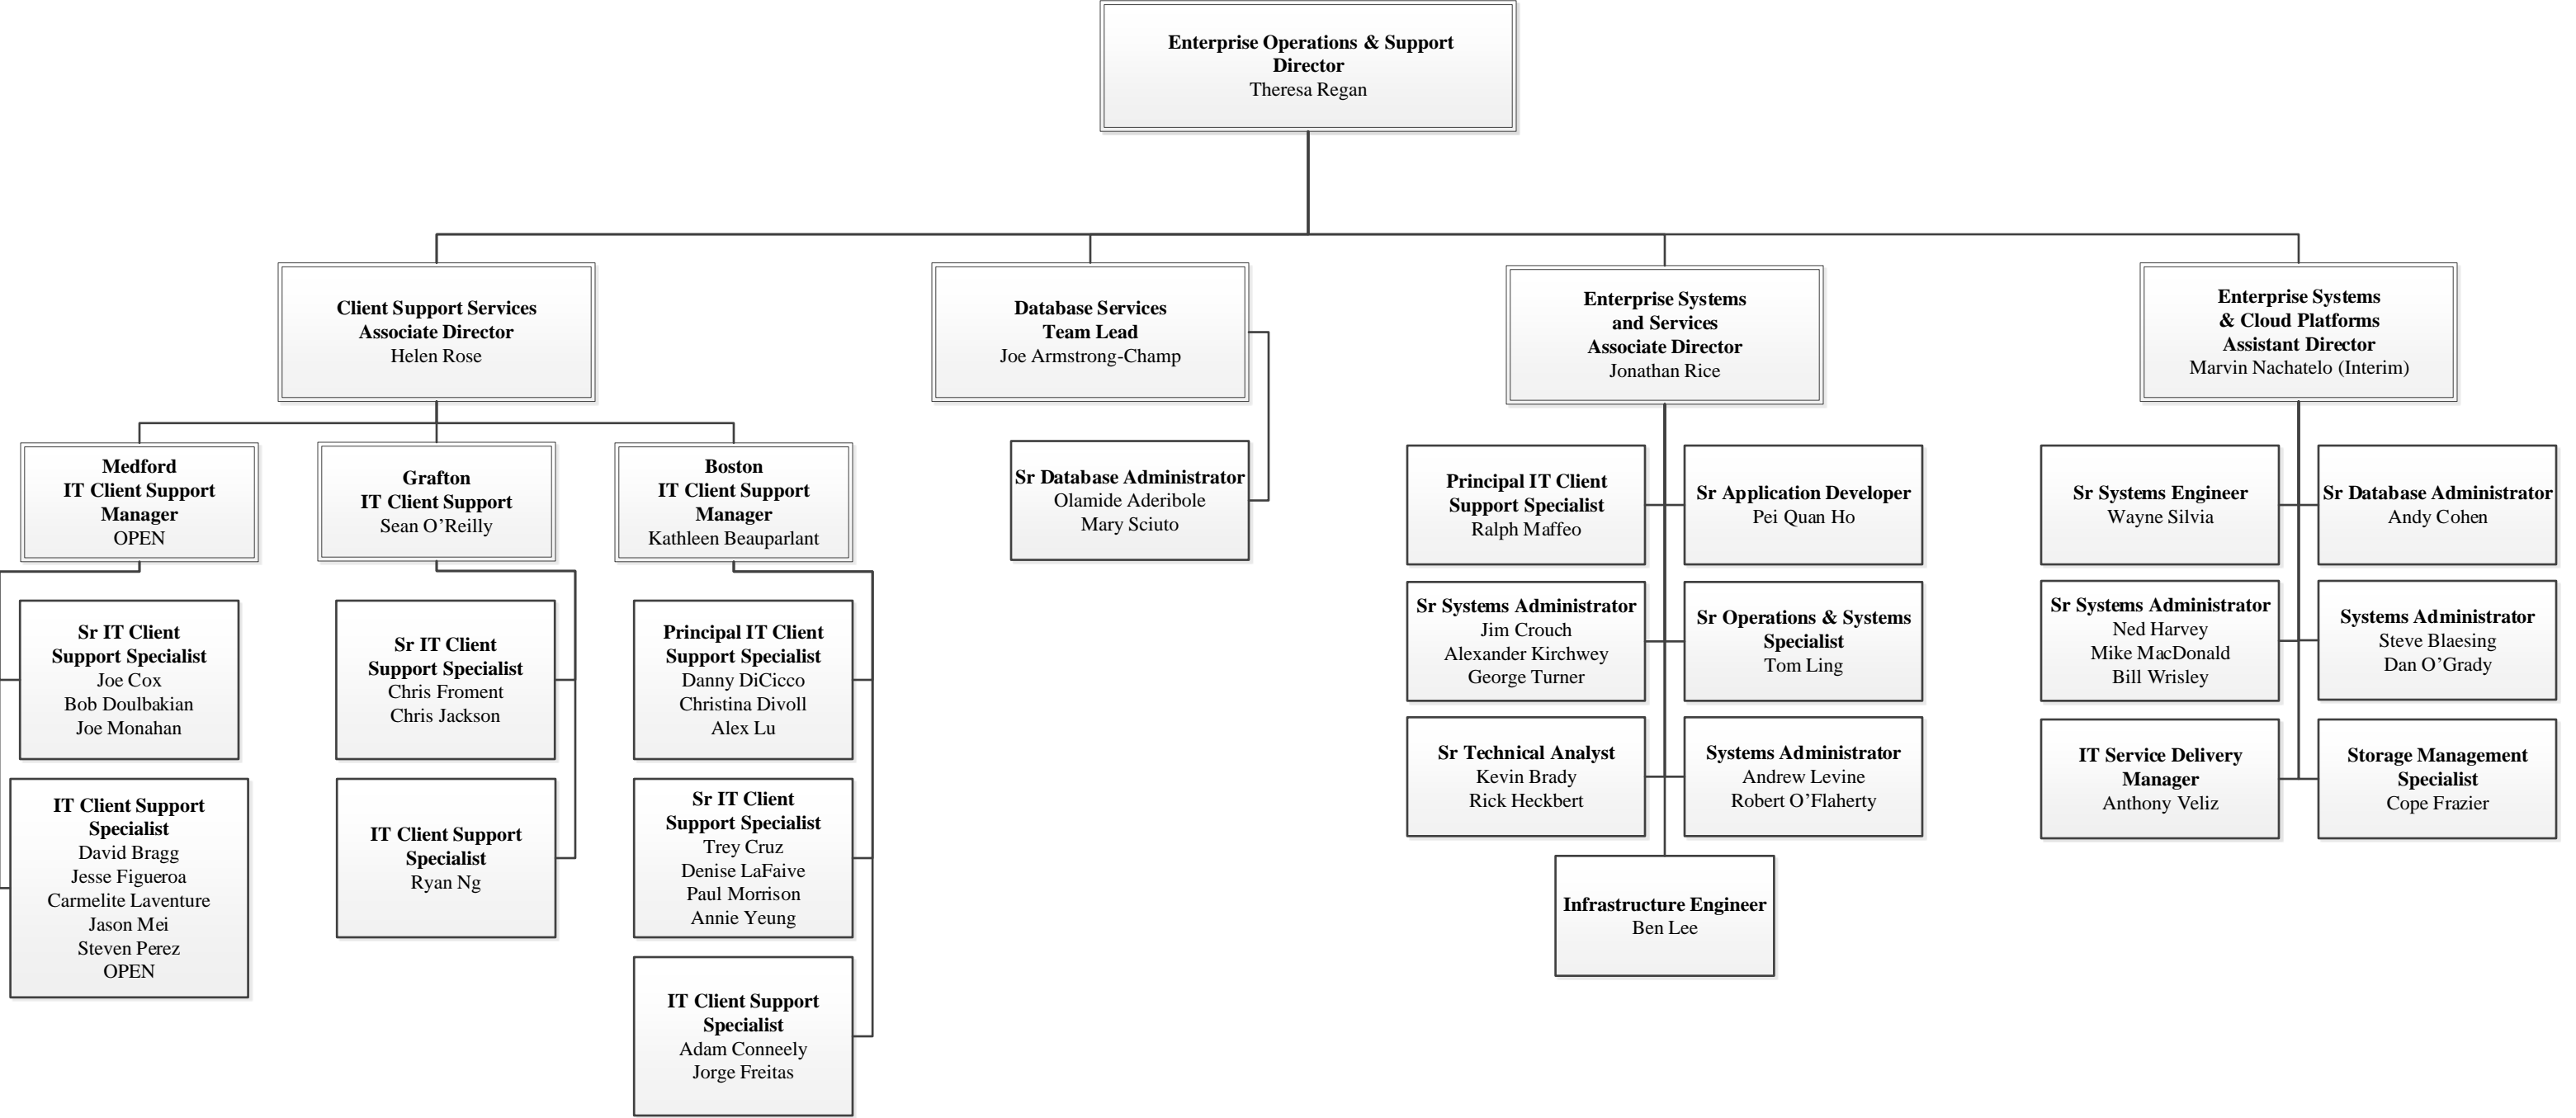 Enterprise Operations & Support
Director
Theresa Regan
Client Support Services
Associate Director
Helen Rose
Database Services
Team Lead
Joe Armstrong-Champ
Enterprise Systems
and Services
Associate Director
Jonathan Rice
Enterprise Systems
& Cloud Platforms
Assistant Director
Marvin Nachatelo (Interim)
Medford
IT Client Support
Manager
OPEN
Grafton
IT Client Support
Sean O’Reilly
Boston
IT Client Support
Manager
Kathleen Beauparlant
Sr Database Administrator
Olamide Aderibole
Mary Sciuto
Principal IT Client
Support Specialist
Ralph Maffeo
Sr Application Developer
Pei Quan Ho
Sr Systems Engineer
Wayne Silvia
Sr Database Administrator
Andy Cohen
Sr IT Client
Support Specialist
Joe Cox
Bob Doulbakian
Joe Monahan
Sr IT Client
Support Specialist
Chris Froment
Chris Jackson
Principal IT Client
Support Specialist
Danny DiCicco
Christina Divoll
Alex Lu
Sr Systems Administrator
Jim Crouch
Alexander Kirchwey
George Turner
Sr Operations & Systems
Specialist
Tom Ling
Sr Systems Administrator
Ned Harvey
Mike MacDonald
Bill Wrisley
Systems Administrator
Steve Blaesing
Dan O’Grady
IT Client Support
Specialist
David Bragg
Jesse Figueroa
Carmelite Laventure
Jason Mei
Steven Perez
OPEN
IT Client Support
Specialist
Ryan Ng
Sr IT Client
Support Specialist
Trey Cruz
Denise LaFaive
Paul Morrison
Annie Yeung
Sr Technical Analyst
Kevin Brady
Rick Heckbert
Systems Administrator
Andrew Levine
Robert O’Flaherty
IT Service Delivery
Manager
Anthony Veliz
Storage Management
Specialist
Cope Frazier
Infrastructure Engineer
Ben Lee
IT Client Support
Specialist
Adam Conneely
Jorge Freitas